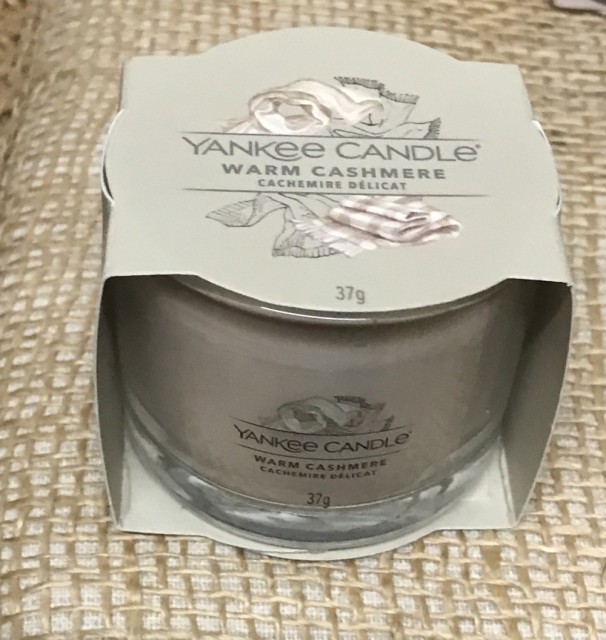 YANKEE CANDLE®
WARM CASHMERE
CACHEMIRE DÉLICAT
37g
YANKEE CANDLE®
WARM CASHMERE
CACHEMIRE DÉLICAT
37g